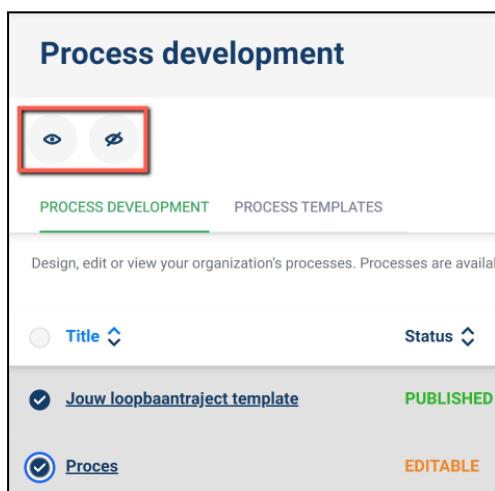 Process development
PROCESS DEVELOPMENT PROCESS TEMPLATES
Design, edit or view your organization's processes. Processes are availa
Title Status
Jouw loopbaantraject template PUBLISHED
Proces EDITABLE